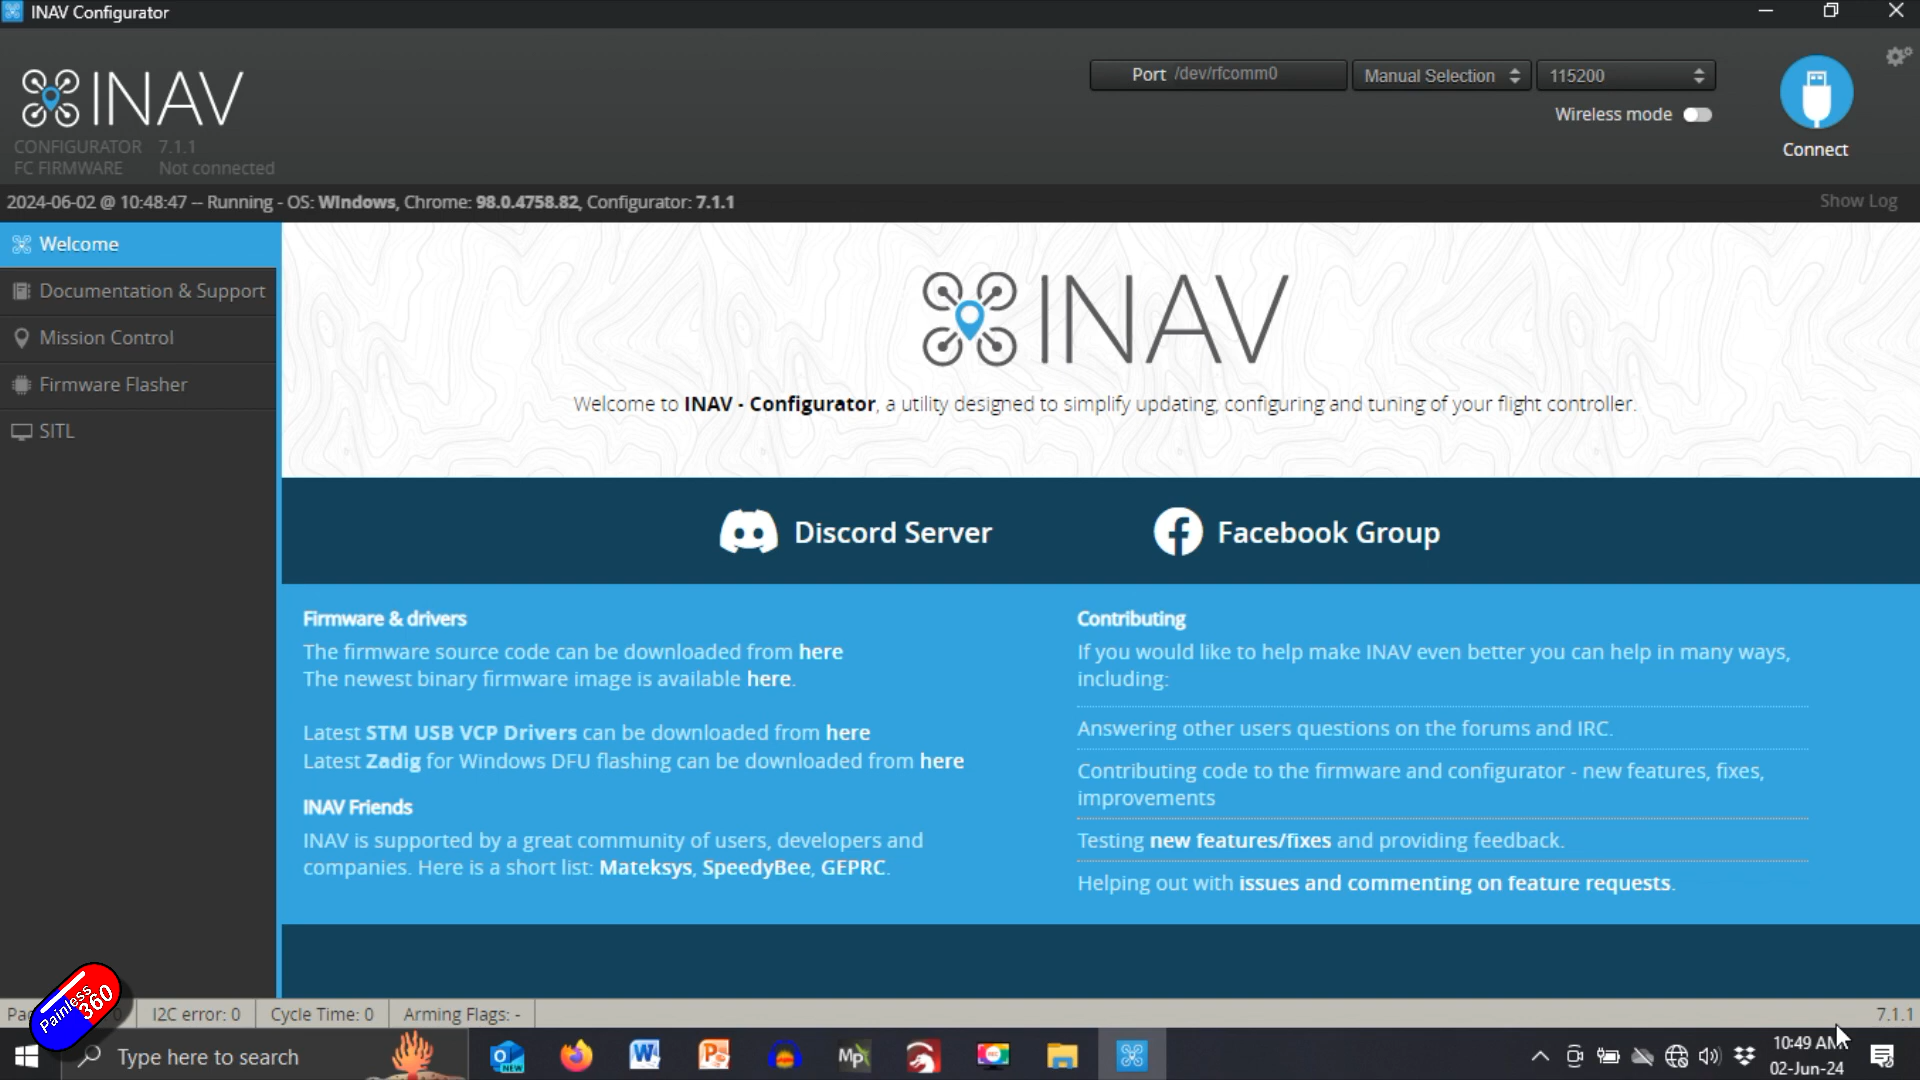 INAV Configurator
INAV
Port /dev/rfcomm0
Manual Selection
115200
Wireless mode
Connect
CONFIGURATOR 7.1.1
FC FIRMWARE Not connected
2024-06-02 @ 10:48:47 -- Running - OS: Windows, Chrome: 98.0.4758.82, Configurator: 7.1.1
Show Log
Welcome
Documentation & Support
Mission Control
Firmware Flasher
SITL
INAV
Welcome to INAV - Configurator, a utility designed to simplify updating, configuring and tuning of your flight controller.
Discord Server
Facebook Group
Firmware & drivers
The firmware source code can be downloaded from here
The newest binary firmware image is available here.
Latest STM USB VCP Drivers can be downloaded from here
Latest Zadig for Windows DFU flashing can be downloaded from here
INAV Friends
INAV is supported by a great community of users, developers and
companies. Here is a short list: Mateksys, SpeedyBee, GEPRC.
Contributing
If you would like to help make INAV even better you can help in many ways,
including:
Answering other users questions on the forums and IRC.
Contributing code to the firmware and configurator - new features, fixes,
improvements
Testing new features/fixes and providing feedback.
Helping out with issues and commenting on feature requests.
Painless
360
I2C error: 0
Cycle Time: 0
Arming Flags: -
7.1.1
Type here to search
NEW
Mp
10:49 AM
02-Jun-24